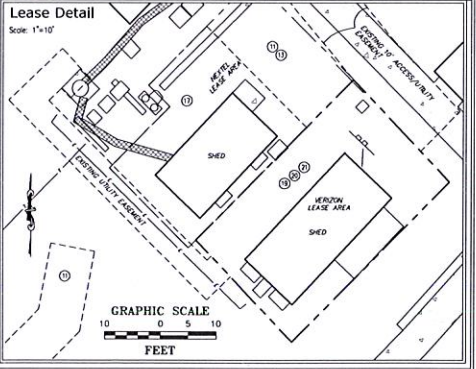 Lease Detail
Scale: 1"=10'
11
13
EXISTING 10' ACCESS/UTILITY
EASEMENT
NEXTEL
LEASE AREA
17
SHED
EXISTING UTILITY EASEMENT
19
20
21
VERIZON
LEASE AREA
SHED
11
GRAPHIC SCALE
10 0 5 10
FEET